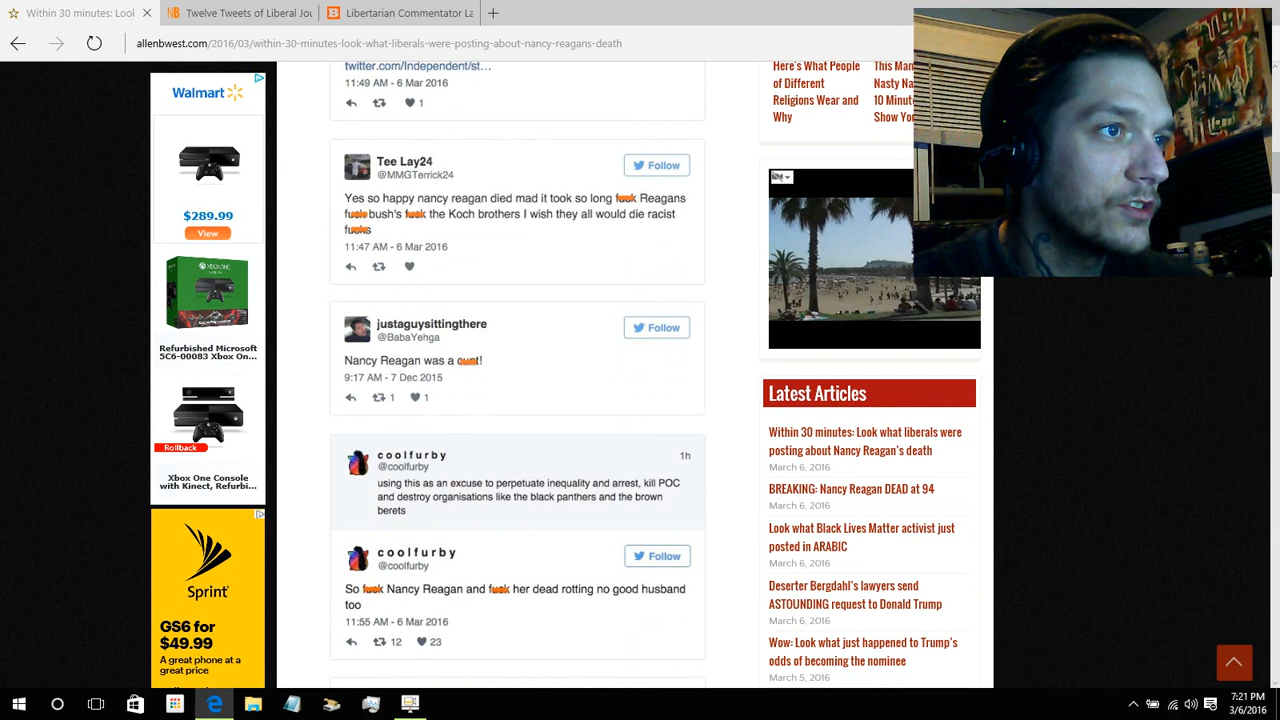 Within 30 minutes: Look
Twelve Tweets of Liberal Jou
Libertarian Commentator La
allenbwest.com/2016/03/within-30-minutes-look-what-liberals-were-posting-about-nancy-reagans-death
Walmart
$289.99
View
XBOX ONE
Refurbished Microsoft
5C6-00083 Xbox On...
Rollback
Xbox One Console
with Kinect, Refurbi...
Sprint
GS6 for
$49.99
A great phone at a
great price
twitter.com/Independent/st…
11:49 AM - 6 Mar 2016
1
Tee Lay24
@MMGTerrick24
Follow
Yes so happy nancy reagan died mad it took so long fuck Reagans
fuck bush's fuck the Koch brothers I wish they all would die racist
fucks
11:47 AM - 6 Mar 2016
justaguysittingthere
@BabaYehga
Follow
Nancy Reagan was a cunt!
9:17 AM - 7 Dec 2015
1 1
coolfurby
@coolfurby
1h
using this as an excuse to perpetuate inequality and arrest, kill POC
and destroy organisations like the black panthers and the brown
berets
coolfurby
@coolfurby
Follow
So fuck Nancy Reagan and fuck her dead rotting no good husband
too
11:55 AM - 6 Mar 2016
12 23
Here's What People
of Different
Religions Wear and
Why
This Man
Nasty Na
10 Minut
Show Yo
Latest Articles
Within 30 minutes: Look what liberals were
posting about Nancy Reagan's death
March 6, 2016
BREAKING: Nancy Reagan DEAD at 94
March 6, 2016
Look what Black Lives Matter activist just
posted in ARABIC
March 6, 2016
Deserter Bergdahl's lawyers send
ASTOUNDING request to Donald Trump
March 6, 2016
Wow: Look what just happened to Trump's
odds of becoming the nominee
March 5, 2016
7:21 PM
3/6/2016